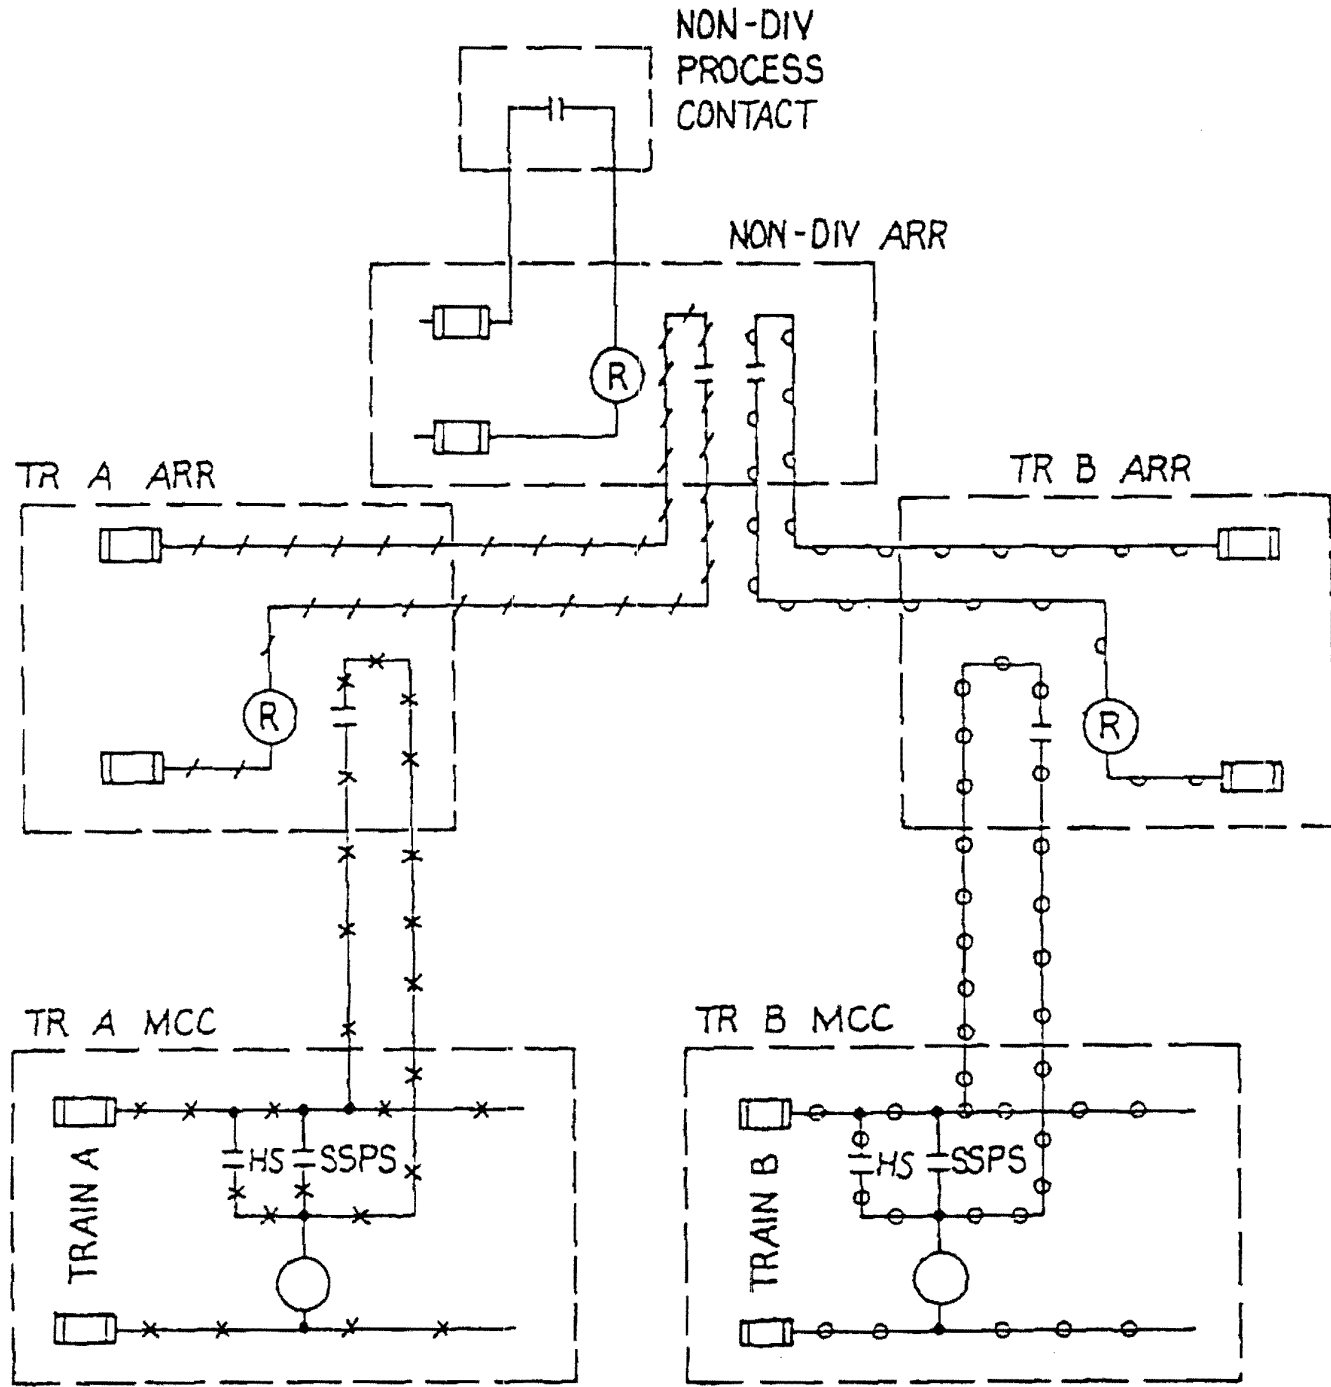 NON-DIV
PROCESS
CONTACT
NON-DIV ARR
R
TR A ARR
TR B ARR
R
R
TR A MCC
TR B MCC
HS SSPS
HS SSPS
TRAIN A
TRAIN B